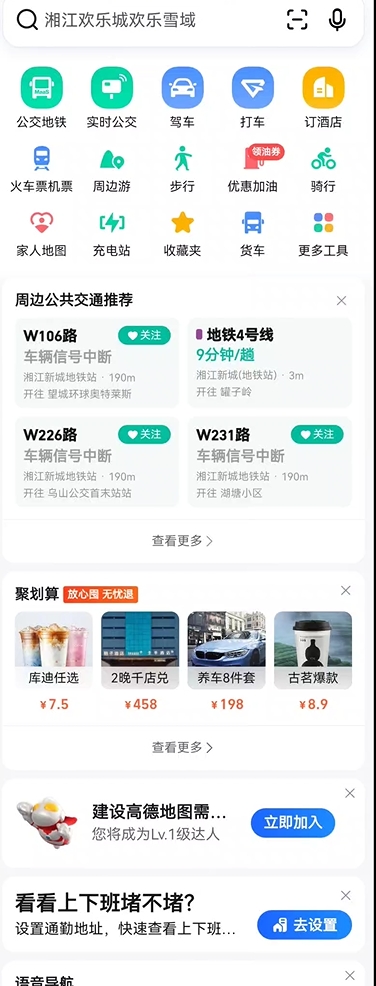 湘江欢乐城欢乐雪域
MaaS
公交地铁 实时公交 驾车 打车 订酒店
领油券
火车票机票 周边游 步行 优惠加油 骑行
家人地图 充电站 收藏夹 货车 更多工具
周边公共交通推荐
W106路 关注
车辆信号中断
湘江新城地铁站 · 190m
开往 望城环球奥特莱斯
地铁4号线
9分钟/趟
湘江新城(地铁站) · 3m
开往 罐子岭
W226路 关注
车辆信号中断
湘江新城地铁站 · 190m
开往 乌山公交首末站站
W231路 关注
车辆信号中断
湘江新城地铁站 · 190m
开往 湖塘小区
查看更多
聚划算 放心囤 无忧退
库迪任选 2晚千店兑 养车8件套 古茗爆款
¥7.5 ¥458 ¥198 ¥8.9
查看更多
建设高德地图需...
您将成为Lv.1级达人
立即加入
看看上下班堵不堵?
设置通勤地址，快速查看上下班...
去设置
语音导航